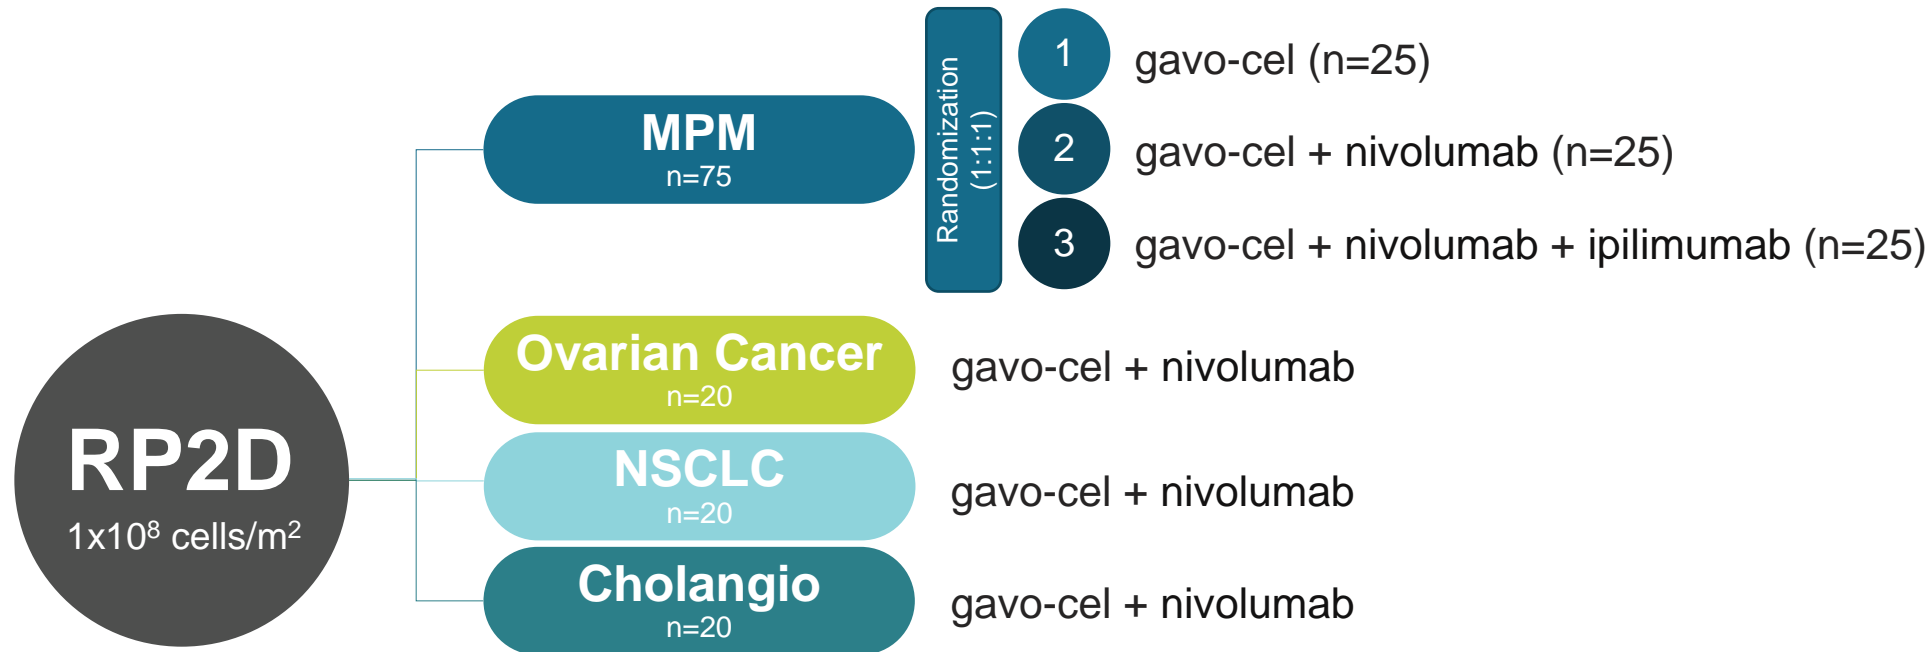 RP2D
1x10⁸ cells/m²
MPM
n=75
Randomization
(1:1:1)
1
gavo-cel (n=25)
2
gavo-cel + nivolumab (n=25)
3
gavo-cel + nivolumab + ipilimumab (n=25)
Ovarian Cancer
n=20
gavo-cel + nivolumab
NSCLC
n=20
gavo-cel + nivolumab
Cholangio
n=20
gavo-cel + nivolumab